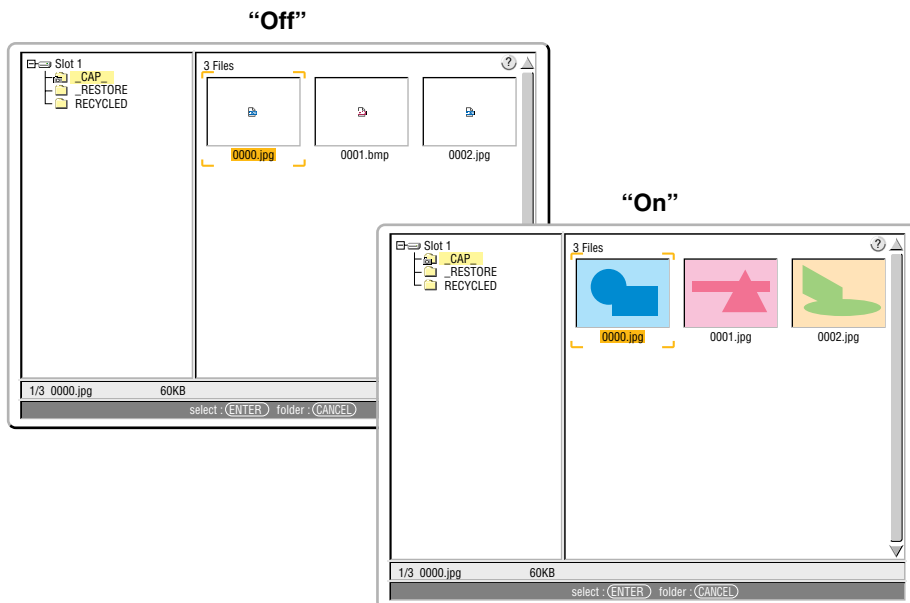 “Off”
Slot 1
_CAP_
_RESTORE
RECYCLED
3 Files
?
0000.jpg 0001.bmp 0002.jpg
1/3 0000.jpg 60KB
select : ENTER folder : CANCEL
“On”
Slot 1
_CAP_
_RESTORE
RECYCLED
3 Files
?
0000.jpg 0001.jpg 0002.jpg
1/3 0000.jpg 60KB
select : ENTER folder : CANCEL